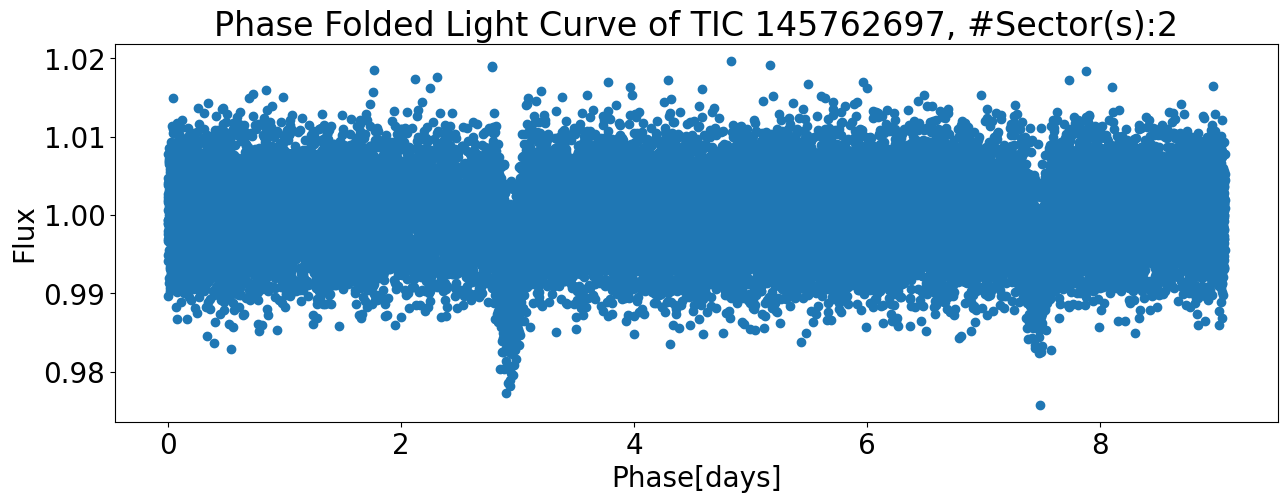 Phase Folded Light Curve of TIC 145762697, #Sector(s):2
1.02
1.01
1.00
0.99
0.98
Flux
0 2 4 6 8
Phase[days]